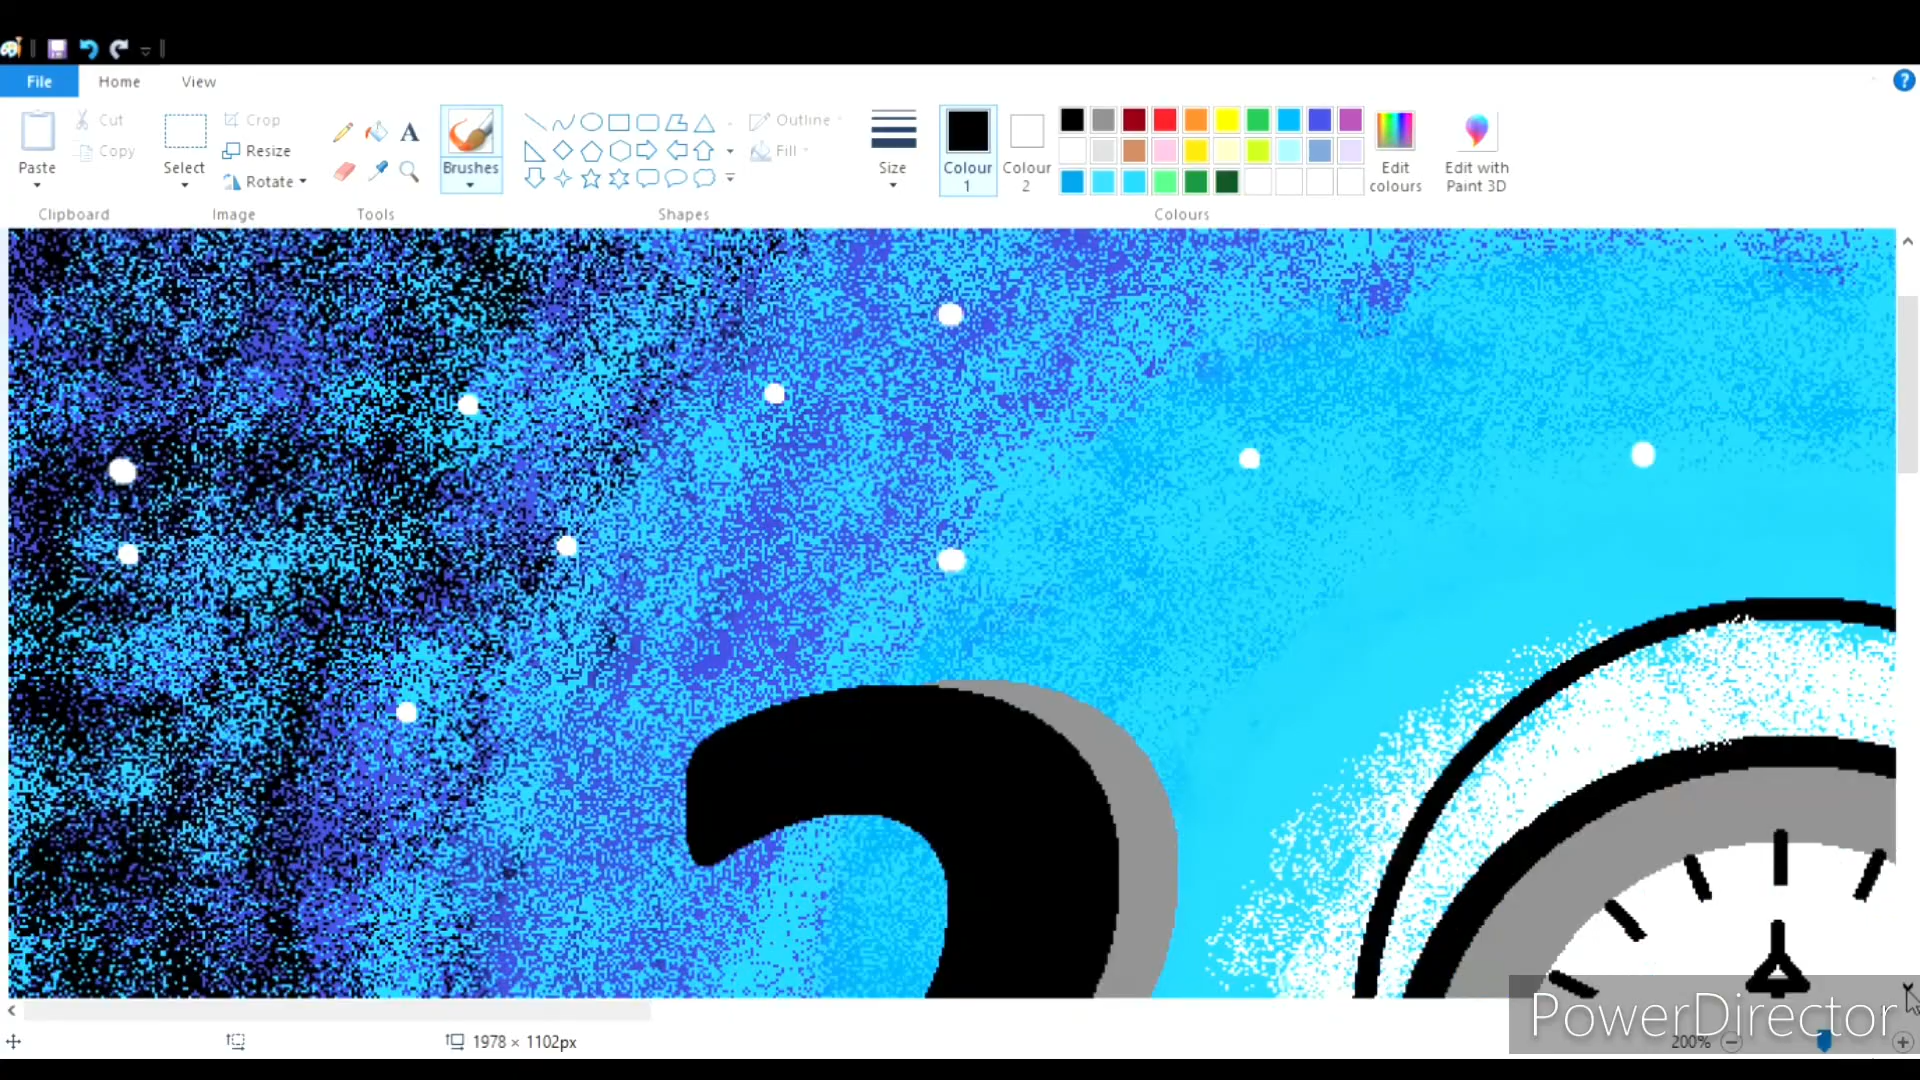 File Home View
Cut
Crop
Outline
Copy
Resize
Fill
A
Paste
Select
Rotate
Brushes
Size
Colour 1
Colour 2
Edit colours
Edit with Paint 3D
Clipboard
Image
Tools
Shapes
Colours
?
2
1978 × 1102px
200%
PowerDirector